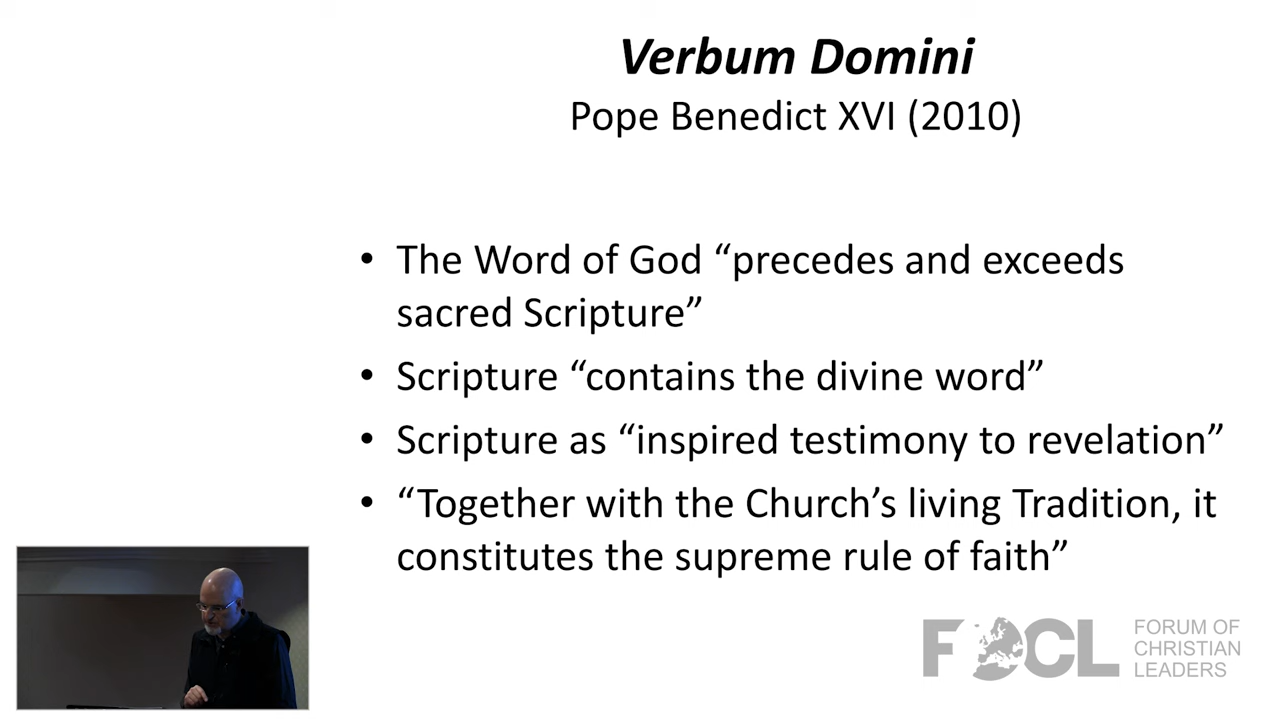 Verbum Domini
Pope Benedict XVI (2010)
• The Word of God “precedes and exceeds
sacred Scripture”
• Scripture “contains the divine word”
• Scripture as “inspired testimony to revelation”
• “Together with the Church’s living Tradition, it
constitutes the supreme rule of faith”
FOCL
FORUM OF
CHRISTIAN
LEADERS